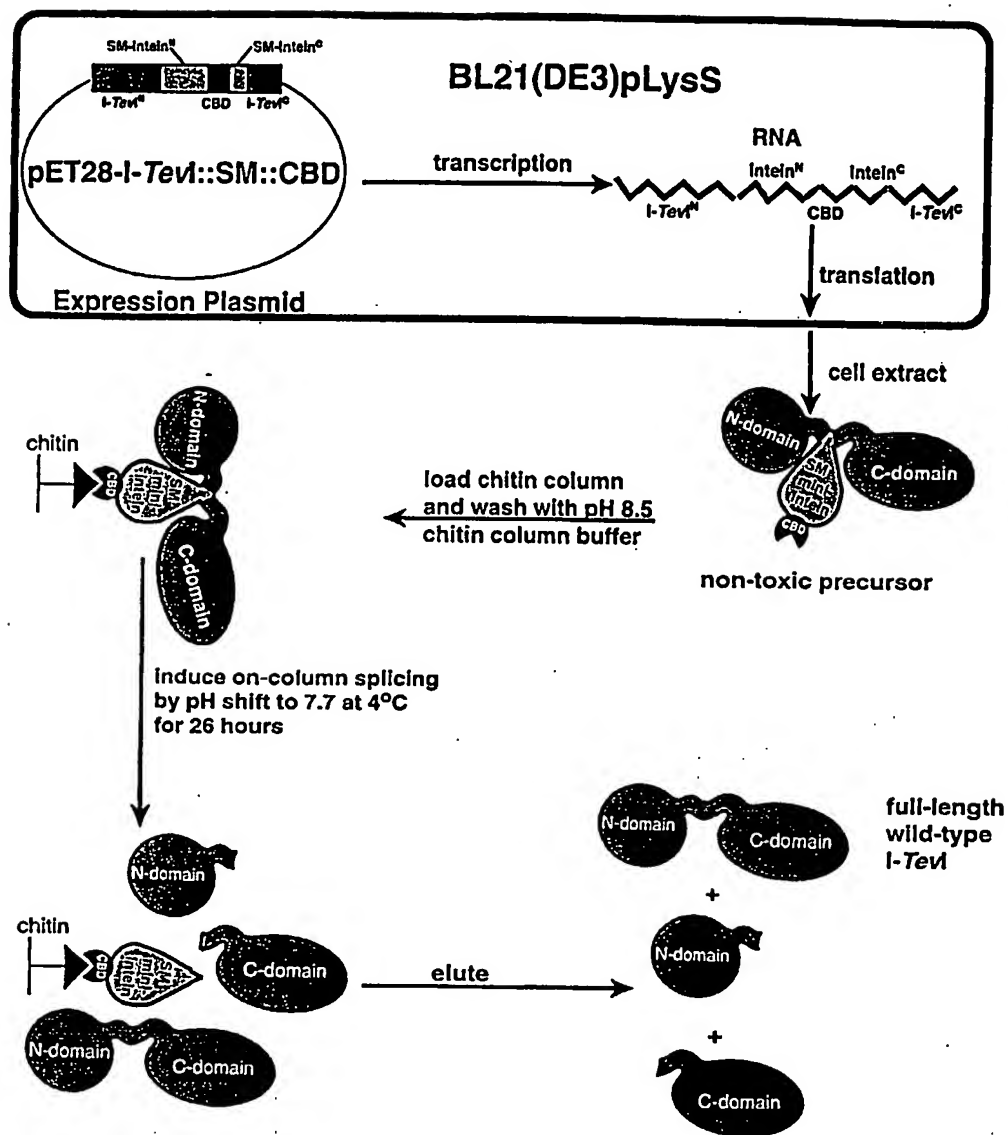 SM-Intein^N SM-Intein^C
I-TevI^N CBD I-TevI^C
BL21(DE3)pLysS
pET28-I-TevI::SM::CBD
Expression Plasmid
transcription
RNA
Intein^N Intein^C
I-TevI^N CBD I-TevI^C
translation
cell extract
N-domain
C-domain
SM
mini
intein
CBD
non-toxic precursor
load chitin column
and wash with pH 8.5
chitin column buffer
chitin
CBD
SM
mini
intein
N-domain
C-domain
Induce on-column splicing
by pH shift to 7.7 at 4°C
for 26 hours
N-domain
chitin
CBD
SM
mini
intein
C-domain
N-domain
C-domain
elute
N-domain
C-domain
full-length
wild-type
I-TevI
+
N-domain
+
C-domain